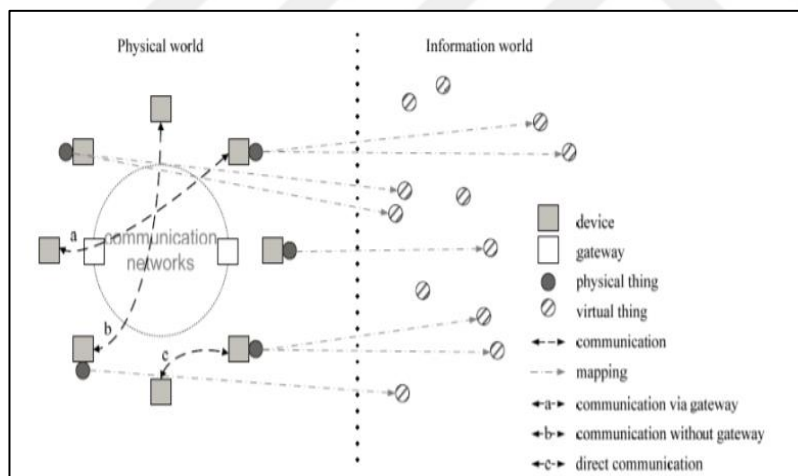 Physical world
Information world
a
communication
networks
b
c
device
gateway
physical thing
virtual thing
communication
mapping
a communication via gateway
b communication without gateway
c direct communication